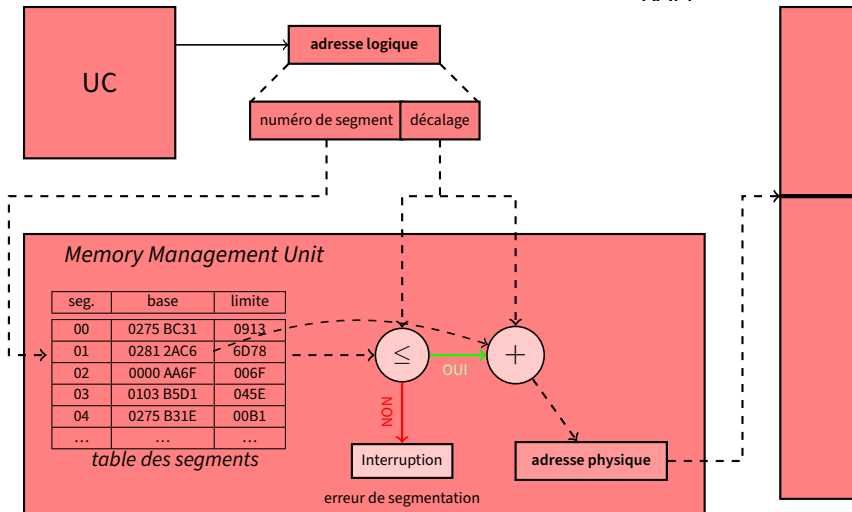 adresse logique
UC
numéro de segment décalage
Memory Management Unit
seg. base limite
00 0275 BC31 0913
01 0281 2AC6 6D78
02 0000 AA6F 006F
03 0103 B5D1 045E
04 0275 B31E 00B1
... ... ...
table des segments
≤
+
OUI
NON
Interruption
adresse physique
erreur de segmentation